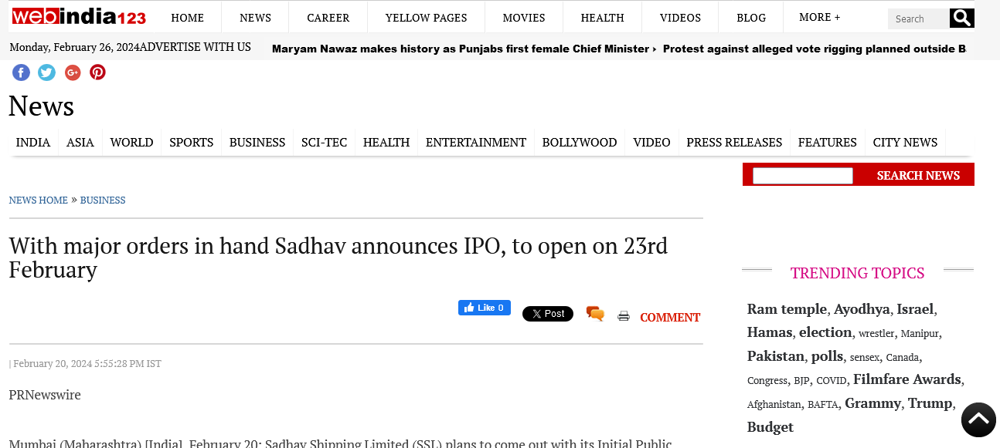 webindia123 HOME NEWS CAREER YELLOW PAGES MOVIES HEALTH VIDEOS BLOG MORE + Search
Monday, February 26, 2024ADVERTISE WITH US Maryam Nawaz makes history as Punjabs first female Chief Minister Protest against alleged vote rigging planned outside
News
INDIA ASIA WORLD SPORTS BUSINESS SCI-TEC HEALTH ENTERTAINMENT BOLLYWOOD VIDEO PRESS RELEASES FEATURES CITY NEWS
SEARCH NEWS
NEWS HOME » BUSINESS
With major orders in hand Sadhav announces IPO, to open on 23rd
February
Like 0 X Post COMMENT
| February 20, 2024 5:55:28 PM IST
PRNewswire
Mumbai (Maharashtra) [India], February 20: Sadhav Shipping Limited (SSL) plans to come out with its Initial Public
TRENDING TOPICS
Ram temple, Ayodhya, Israel,
Hamas, election, wrestler, Manipur,
Pakistan, polls, sensex, Canada,
Congress, BJP, COVID, Filmfare Awards,
Afghanistan, BAFTA, Grammy, Trump,
Budget